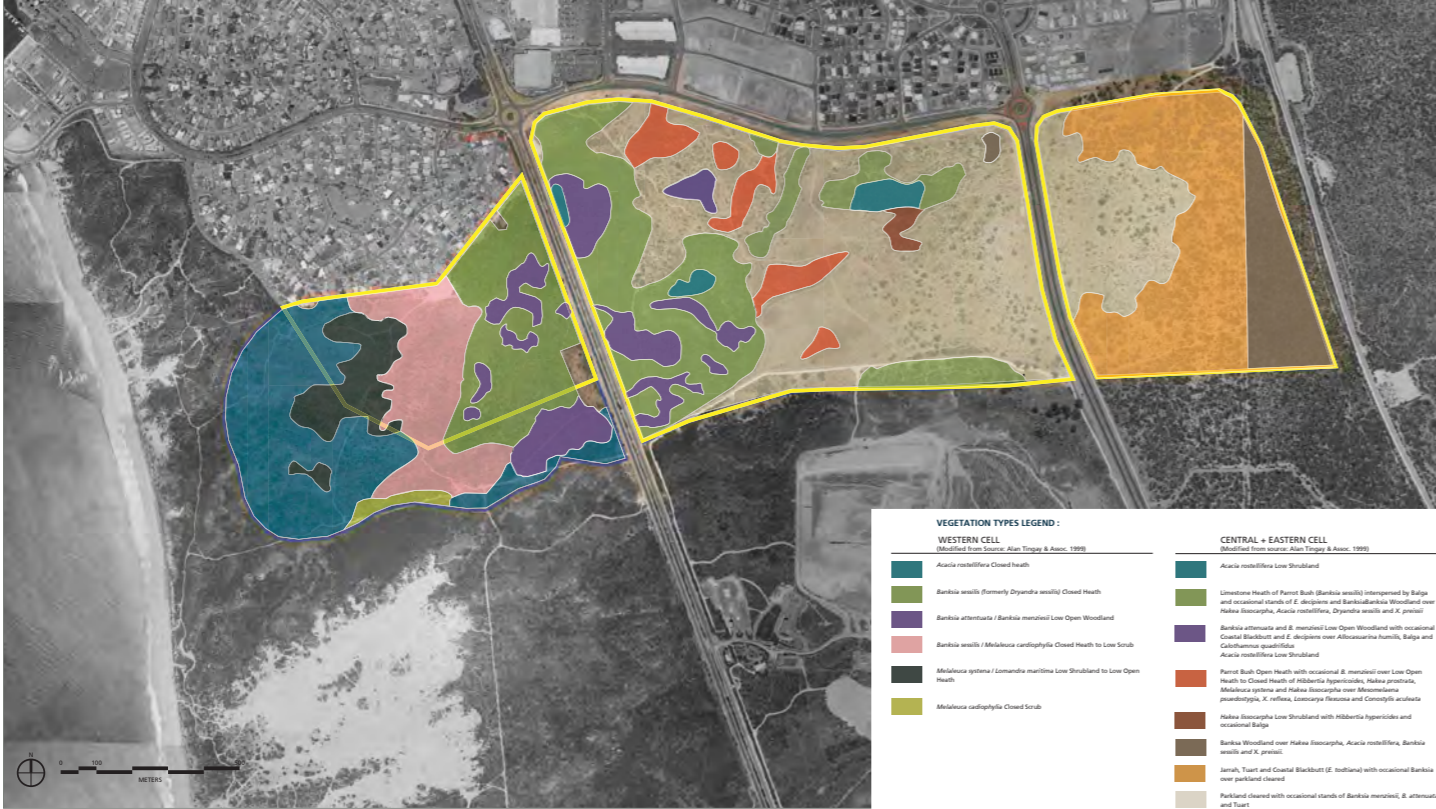 VEGETATION TYPES LEGEND :
WESTERN CELL
(Modified from Source: Alan Tingay & Assoc. 1999)
Acacia rostellifera Closed heath
Banksia sessilis (formerly Dryandra sessilis) Closed Heath
Banksia attentuata / Banksia menziesii Low Open Woodland
Banksia sessilis / Melaleuca cardiophylla Closed Heath to Low Scrub
Melaleuca systena / Lomandra maritima Low Shrubland to Low Open
Heath
Melaleuca cadiophylla Closed Scrub
CENTRAL + EASTERN CELL
(Modified from source: Alan Tingay & Assoc. 1999)
Acacia rostellifera Low Shrubland
Limestone Heath of Parrot Bush (Banksia sessilis) interspersed by Balga
and occasional stands of E. decipiens and BanksiaBanksia Woodland over
Hakea lissocarpha, Acacia rostellifera, Dryandra sessilis and X. preissii
Banksia attenuata and B. menziesii Low Open Woodland with occasional
Coastal Blackbutt and E. decipiens over Allocasuarina humilis, Balga and
Calothamnus quadrifidus
Acacia rostellifera Low Shrubland
Parrot Bush Open Heath with occasional B. menziesii over Low Open
Heath to Closed Heath of Hibbertia hypericoides, Hakea prostrata,
Melaleuca systena and Hakea lissocarpha over Mesomelaena
psuedostygia, X. reflexa, Loxocarya flexuosa and Conostylis aculeata
Hakea lissocarpha Low Shrubland with Hibbertia hypericides and
occasional Balga
Banksa Woodland over Hakea lissocarpha, Acacia rostellifera, Banksia
sessilis and X. preissii.
Jarrah, Tuart and Coastal Blackbutt (E. todtiana) with occasional Banksia
over parkland cleared
Parkland cleared with occasional stands of Banksia menziesii, B. attenuata
and Tuart
N
0 100
METERS